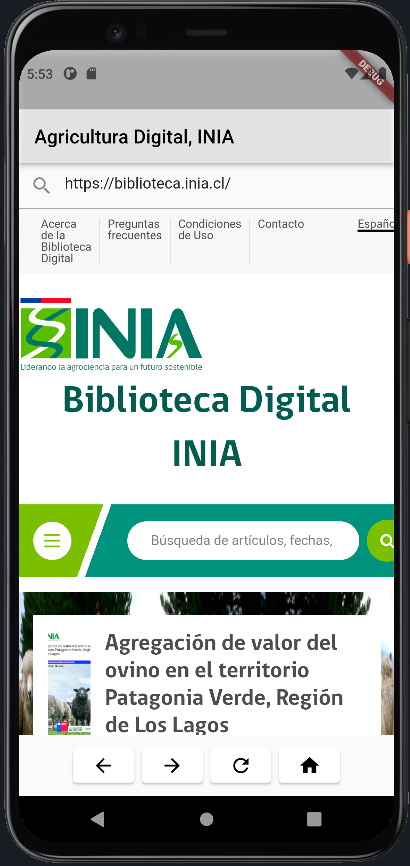 5:53
DEBUG
Agricultura Digital, INIA
https://biblioteca.inia.cl/
Acerca de la Biblioteca Digital
Preguntas frecuentes
Condiciones de Uso
Contacto
Españo
INIA
Liderando la agrociencia para un futuro sostenible
Biblioteca Digital
INIA
Búsqueda de artículos, fechas,
Agregación de valor del
ovino en el territorio
Patagonia Verde, Región
de Los Lagos